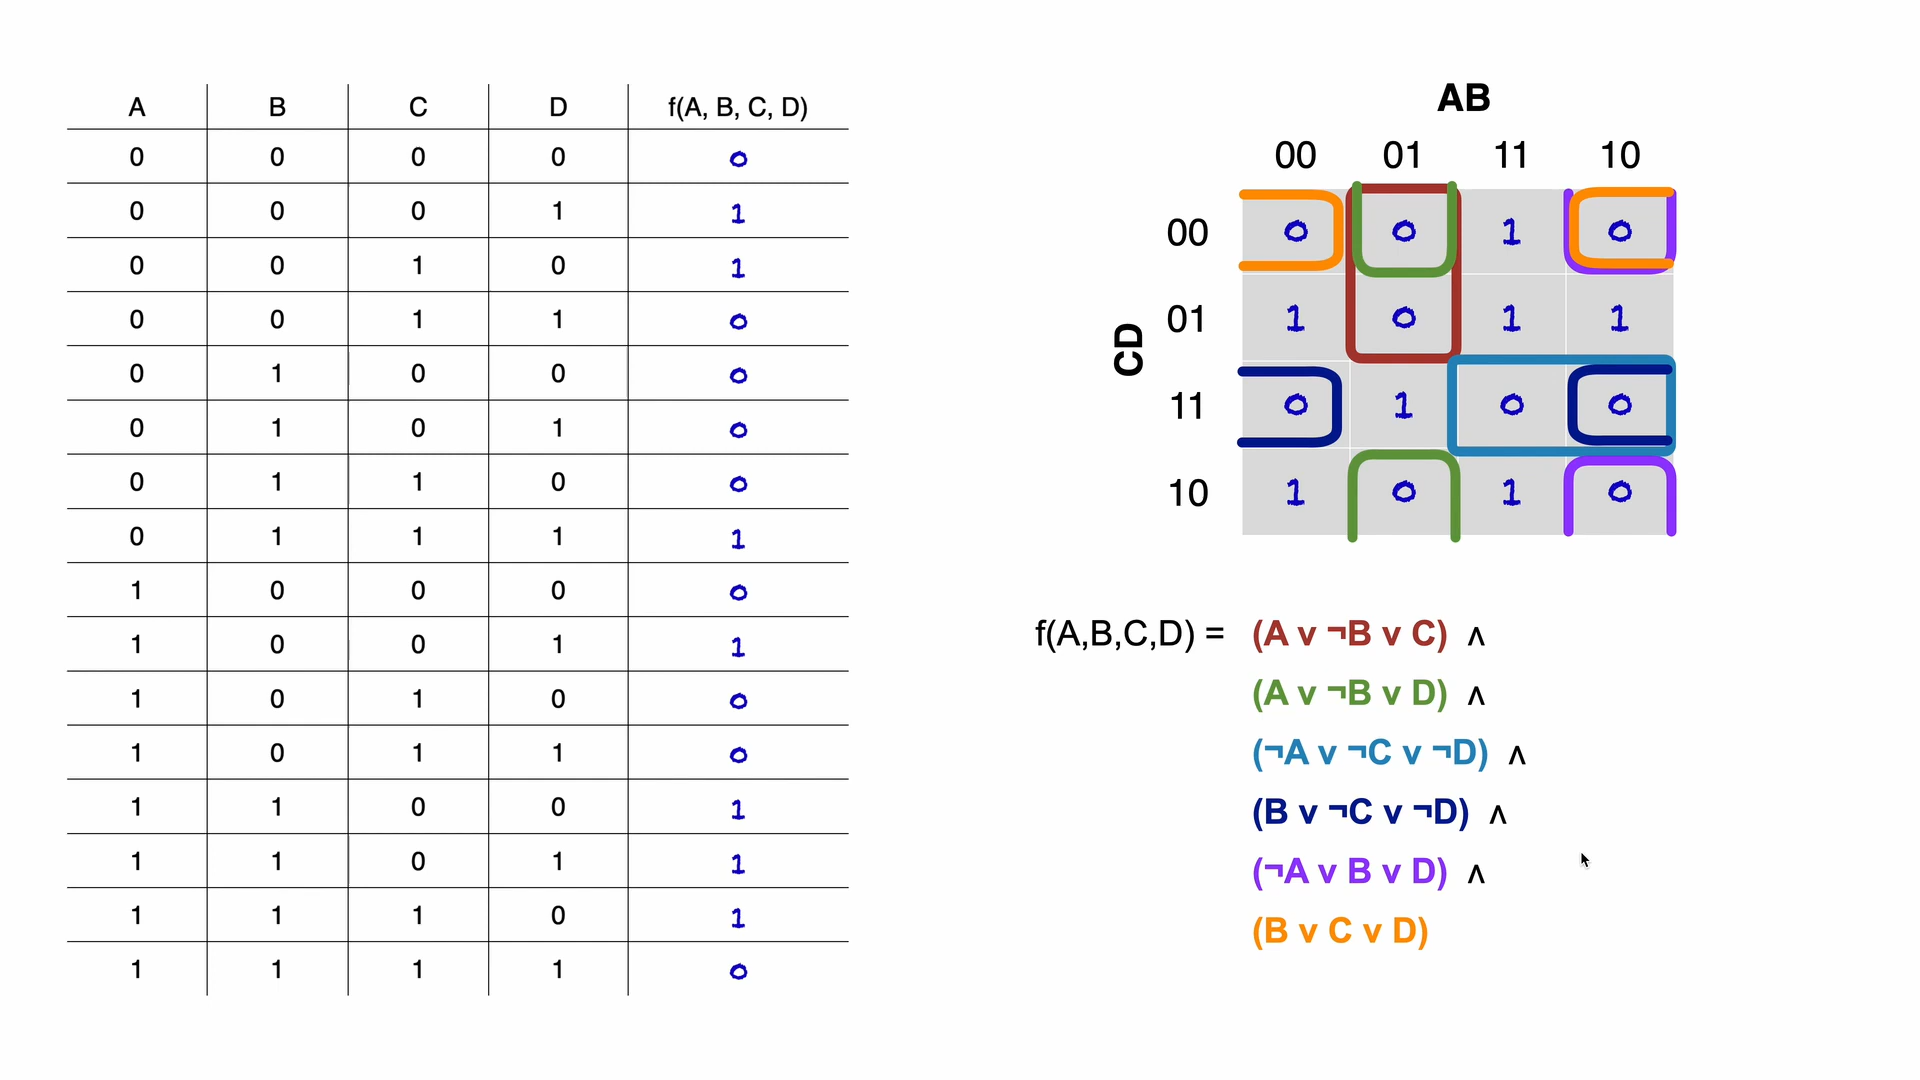 A B C D f(A, B, C, D)
0 0 0 0 0
0 0 0 1 1
0 0 1 0 1
0 0 1 1 0
0 1 0 0 0
0 1 0 1 0
0 1 1 0 0
0 1 1 1 1
1 0 0 0 0
1 0 0 1 1
1 0 1 0 0
1 0 1 1 0
1 1 0 0 1
1 1 0 1 1
1 1 1 0 1
1 1 1 1 0
AB
00 01 11 10
CD
00 0 0 1 0
01 1 0 1 1
11 0 1 0 0
10 1 0 1 0
f(A,B,C,D) = (A v ¬B v C) ∧
(A v ¬B v D) ∧
(¬A v ¬C v ¬D) ∧
(B v ¬C v ¬D) ∧
(¬A v B v D) ∧
(B v C v D)